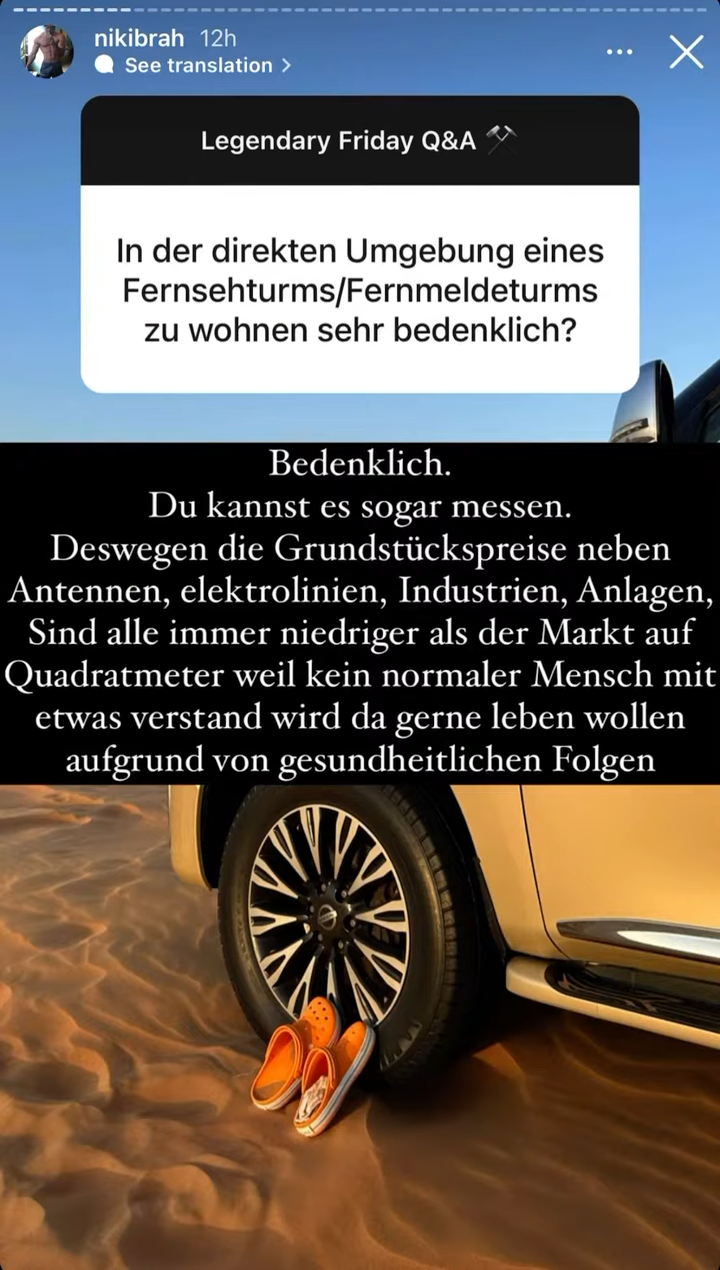 nikibrah 12h
See translation >
Legendary Friday Q&A ⚒
In der direkten Umgebung eines
Fernsehturms/Fernmeldeturms
zu wohnen sehr bedenklich?
Bedenklich.
Du kannst es sogar messen.
Deswegen die Grundstückspreise neben
Antennen, elektrolinien, Industrien, Anlagen,
Sind alle immer niedriger als der Markt auf
Quadratmeter weil kein normaler Mensch mit
etwas verstand wird da gerne leben wollen
aufgrund von gesundheitlichen Folgen